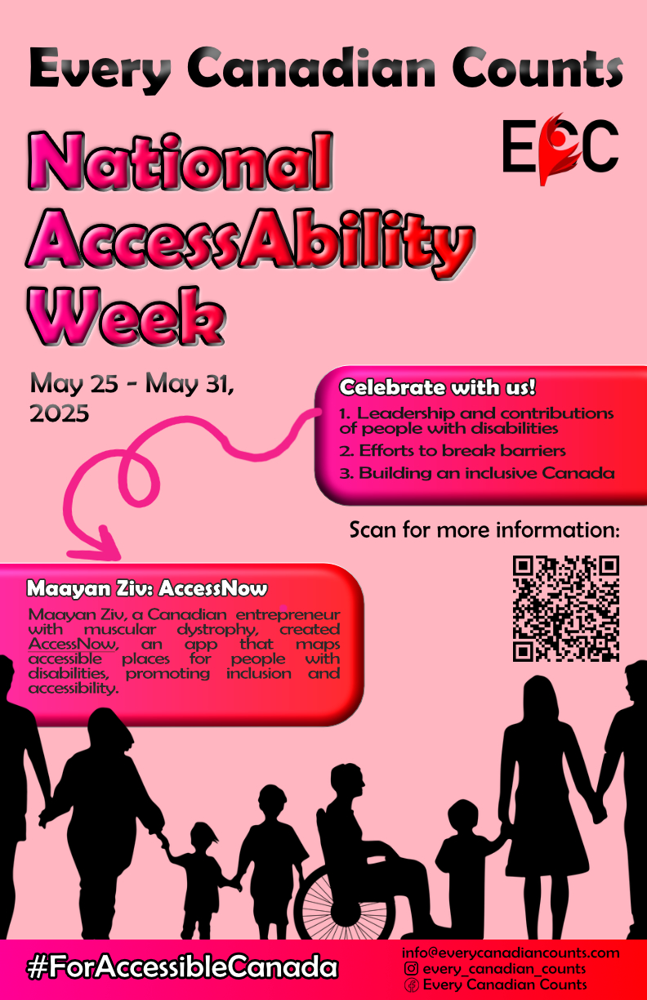 Every Canadian Counts
ECC
National
AccessAbility
Week
May 25 - May 31,
2025
Celebrate with us!
1. Leadership and contributions
of people with disabilities
2. Efforts to break barriers
3. Building an inclusive Canada
Scan for more information:
Maayan Ziv: AccessNow
Maayan Ziv, a Canadian entrepreneur
with muscular dystrophy, created
AccessNow, an app that maps
accessible places for people with
disabilities, promoting inclusion and
accessibility.
#ForAccessibleCanada
info@everycanadiancounts.com
every_canadian_counts
Every Canadian Counts